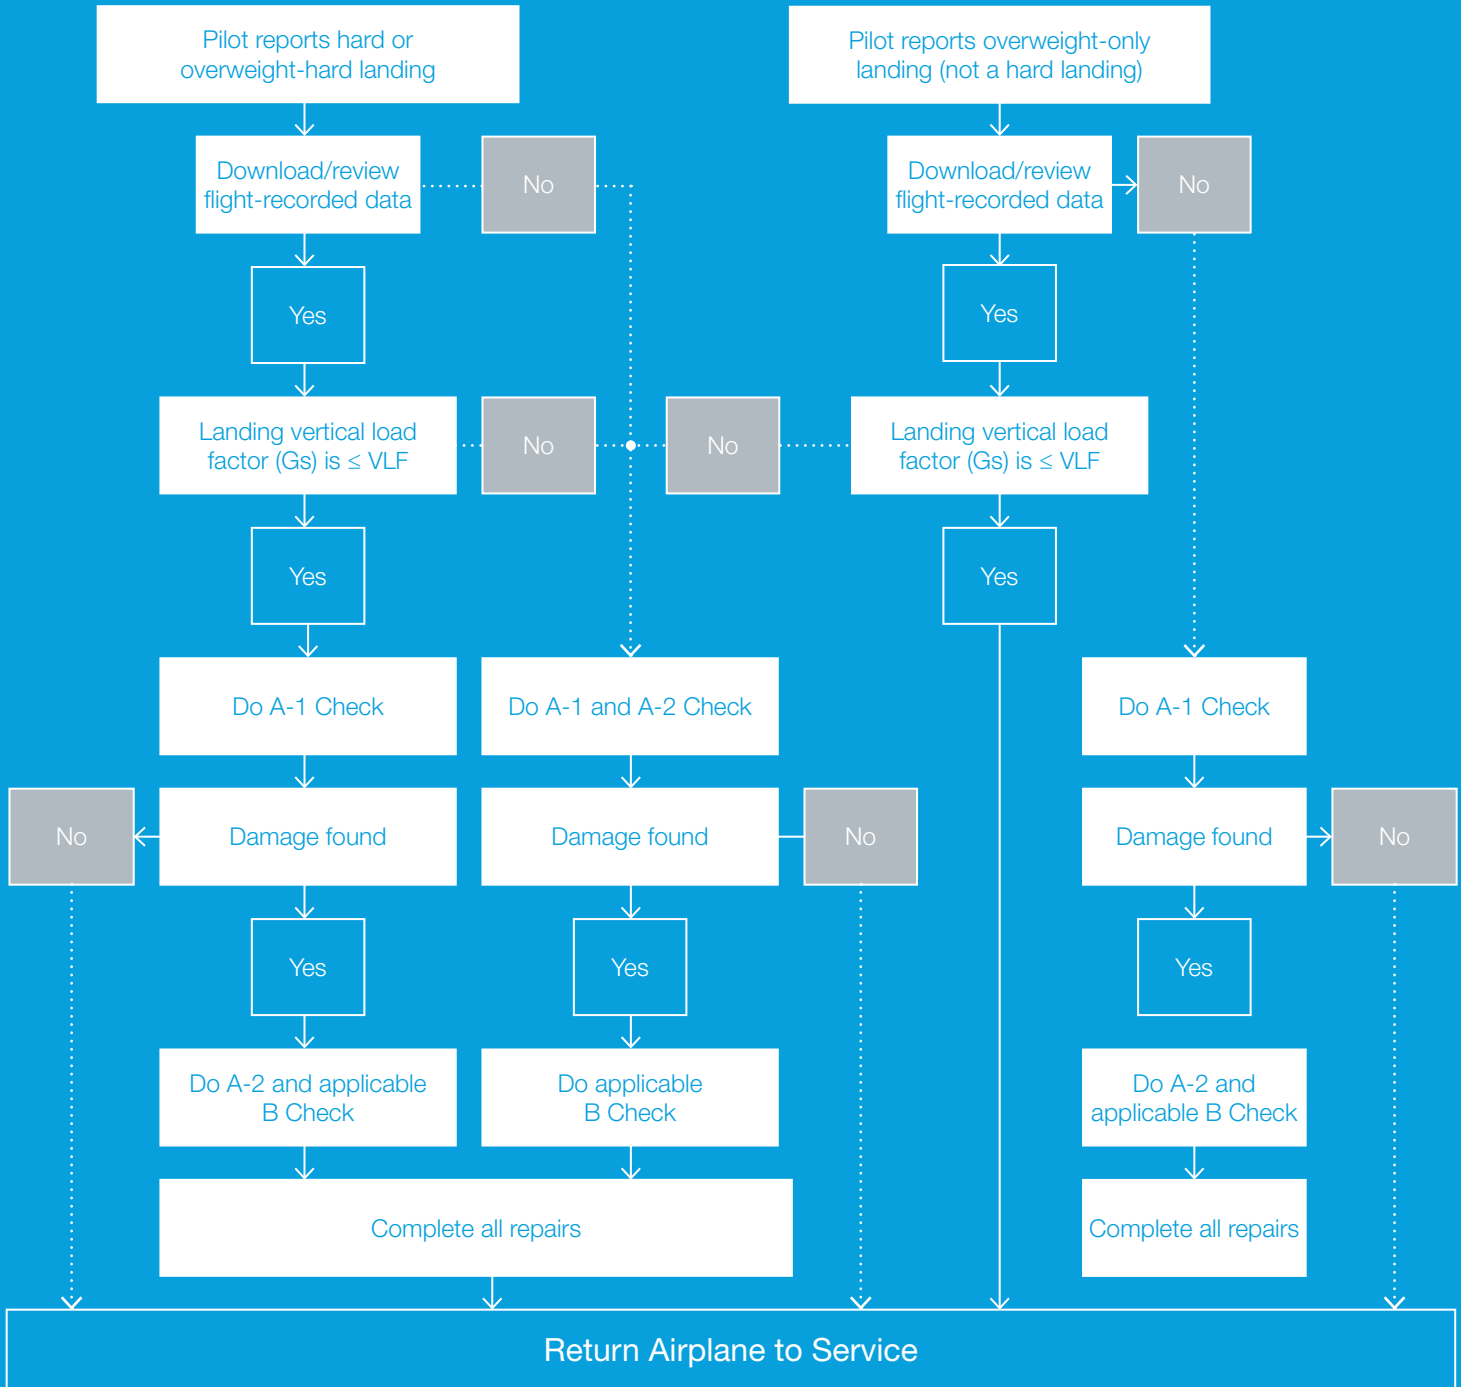 Pilot reports hard or
overweight-hard landing
Pilot reports overweight-only
landing (not a hard landing)
Download/review
flight-recorded data
No
Download/review
flight-recorded data
No
Yes
Yes
Landing vertical load
factor (Gs) is ≤ VLF
No
No
Landing vertical load
factor (Gs) is ≤ VLF
Yes
Yes
Do A-1 Check
Do A-1 and A-2 Check
Do A-1 Check
No
Damage found
Damage found
No
Damage found
No
Yes
Yes
Yes
Do A-2 and applicable
B Check
Do applicable
B Check
Do A-2 and
applicable B Check
Complete all repairs
Complete all repairs
Return Airplane to Service